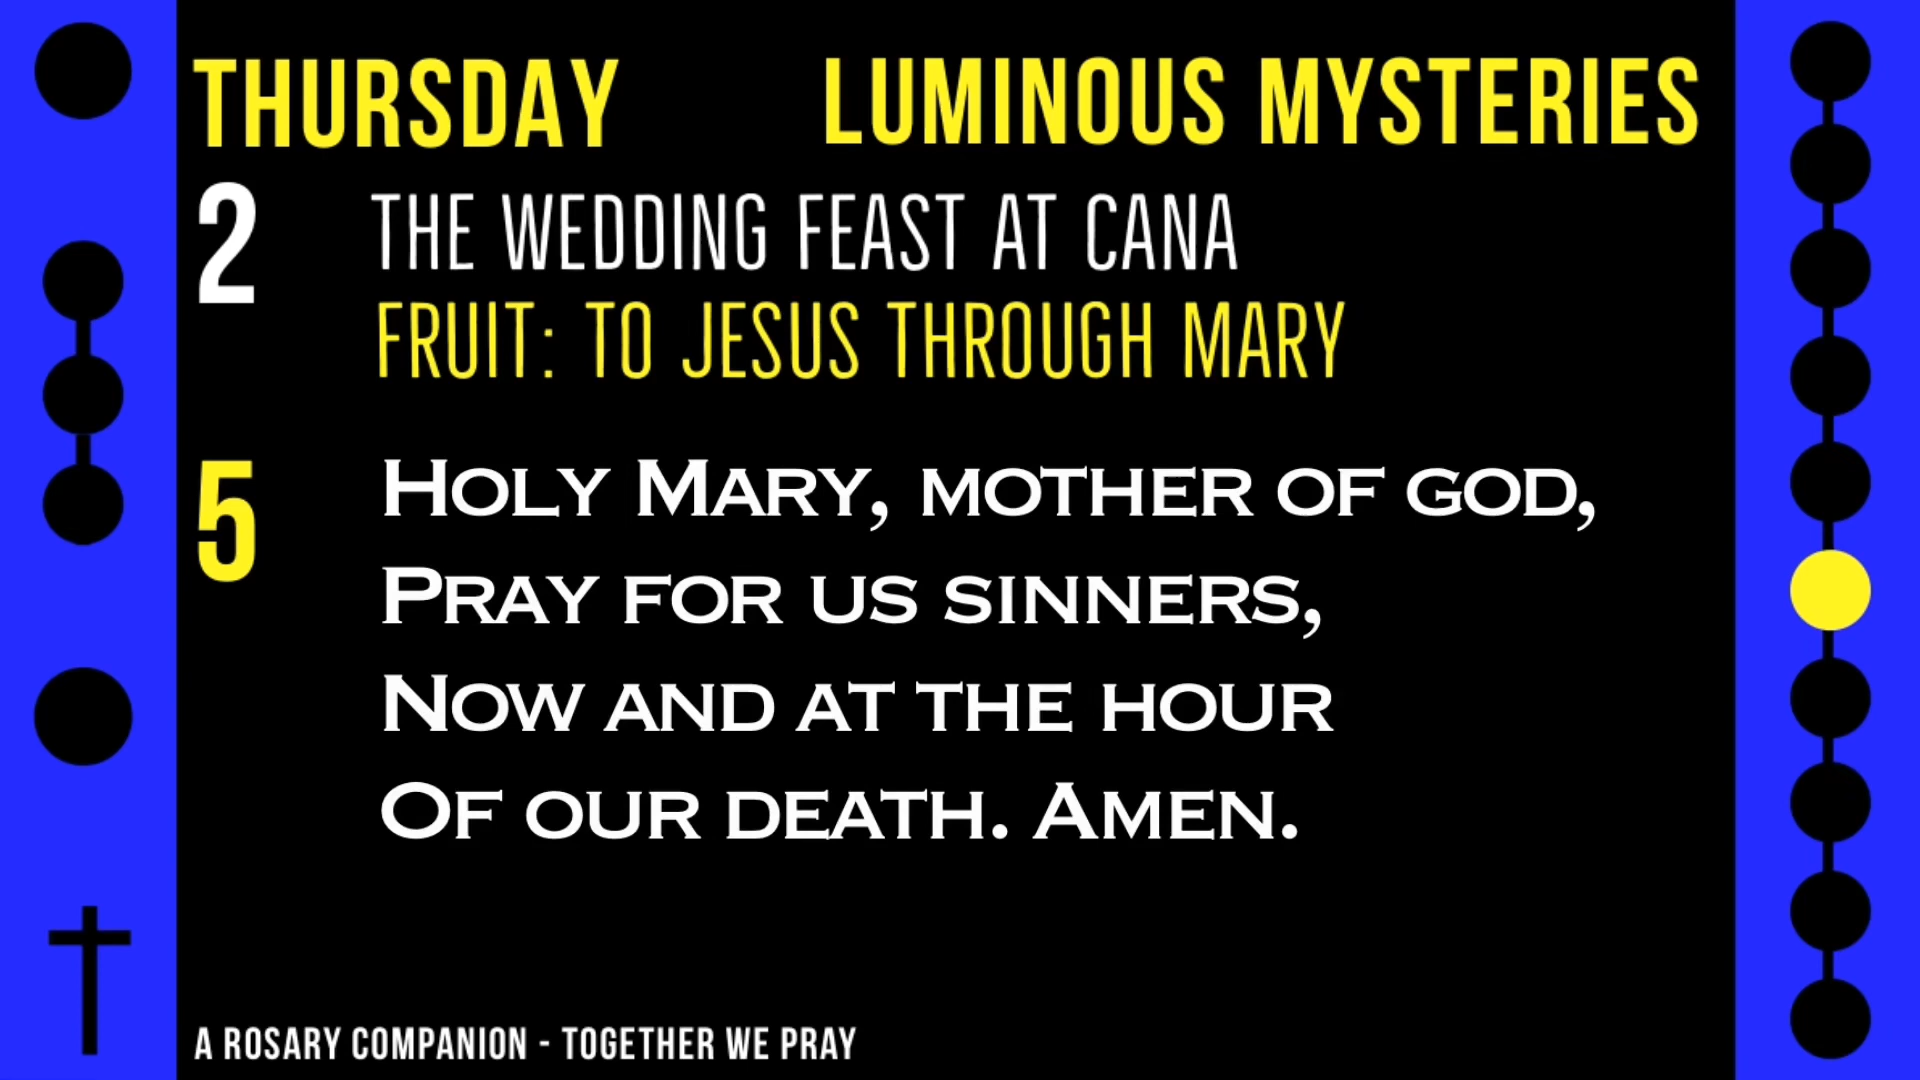 THURSDAY LUMINOUS MYSTERIES
2 THE WEDDING FEAST AT CANA
FRUIT: TO JESUS THROUGH MARY
5 HOLY MARY, MOTHER OF GOD,
PRAY FOR US SINNERS,
NOW AND AT THE HOUR
OF OUR DEATH. AMEN.
A ROSARY COMPANION - TOGETHER WE PRAY